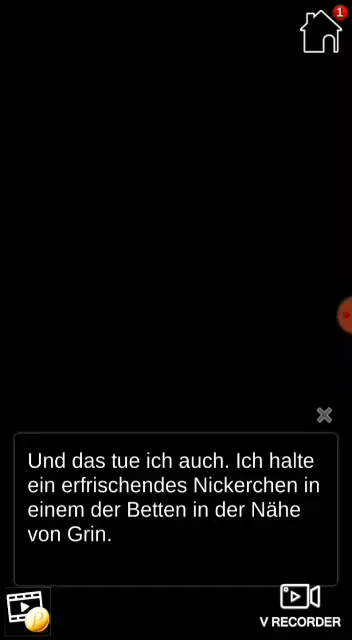 1
Und das tue ich auch. Ich halte
ein erfrischendes Nickerchen in
einem der Betten in der Nähe
von Grin.
P
V RECORDER